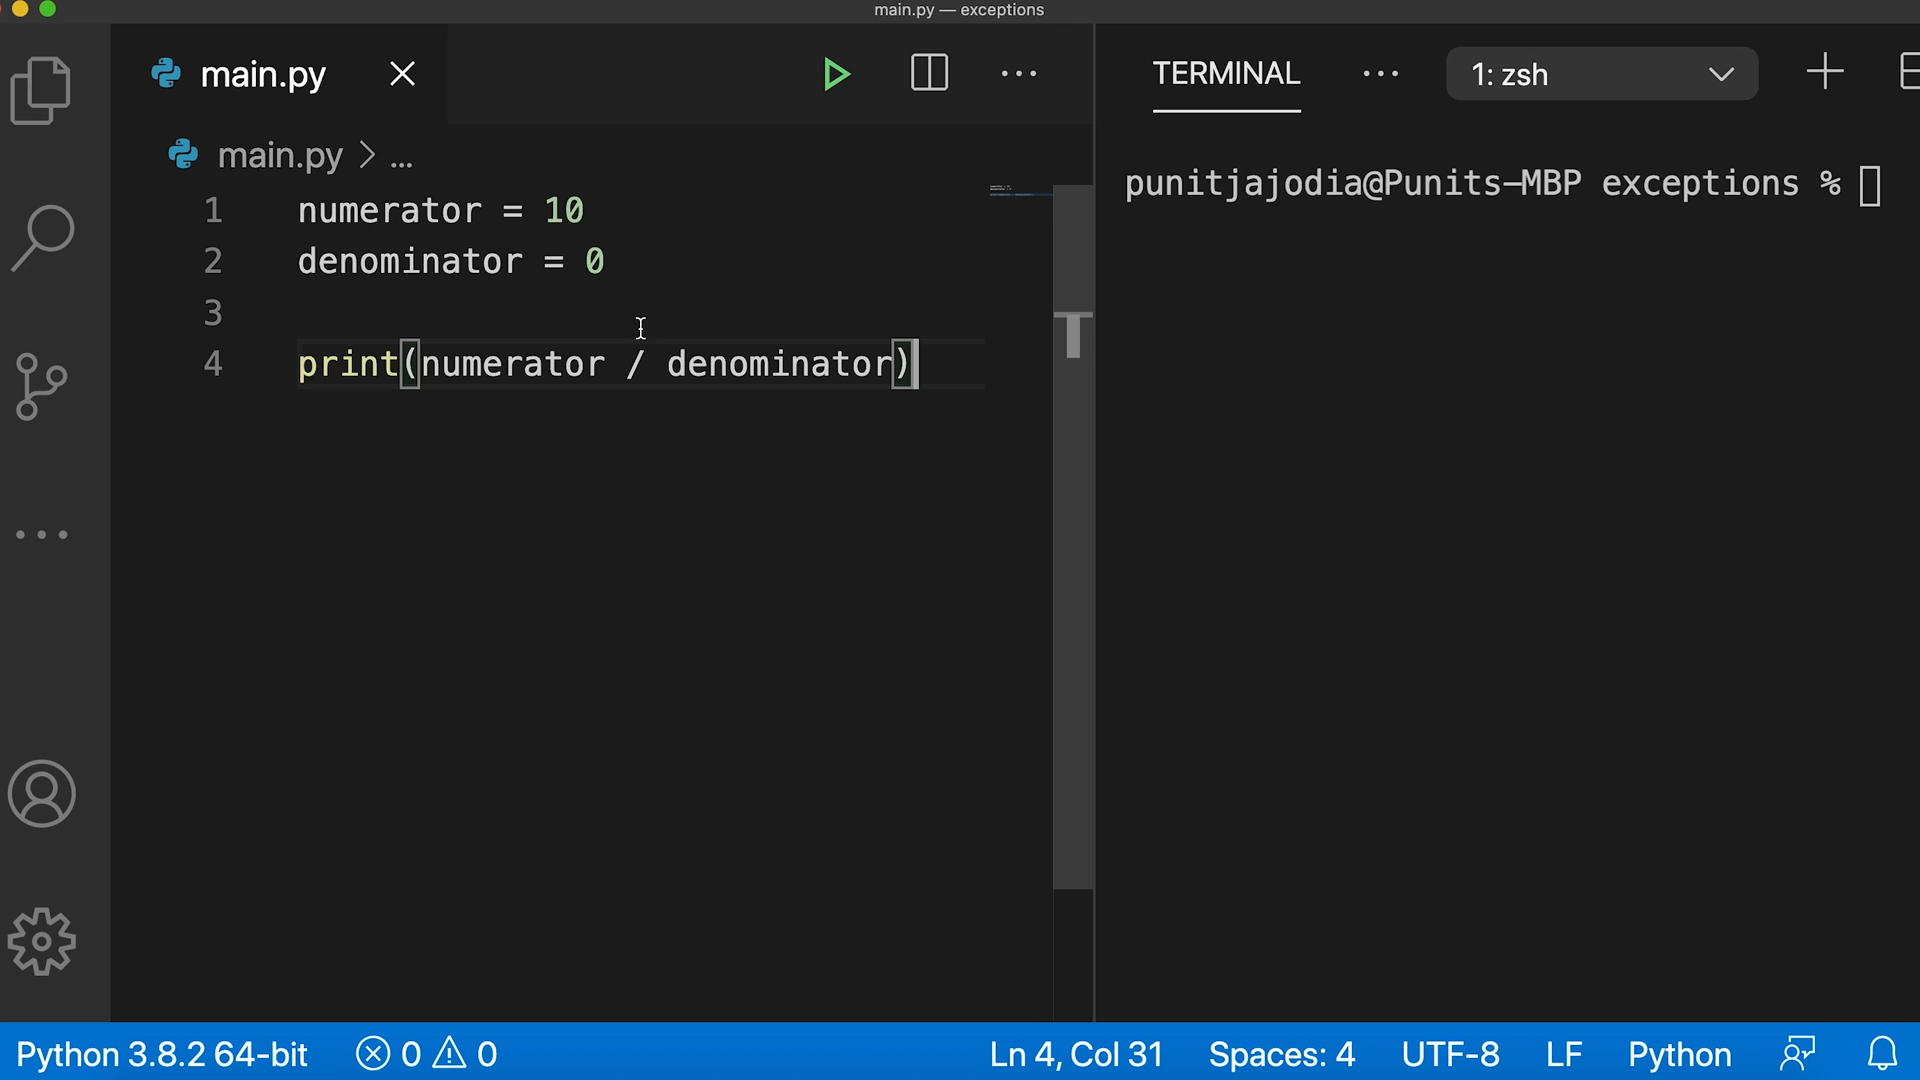 main.py — exceptions
main.py
main.py > ...
1 numerator = 10
2 denominator = 0
3
4 print(numerator / denominator)
TERMINAL
1: zsh
punitjajodia@Punits-MBP exceptions %
Python 3.8.2 64-bit
0
0
Ln 4, Col 31
Spaces: 4
UTF-8
LF
Python